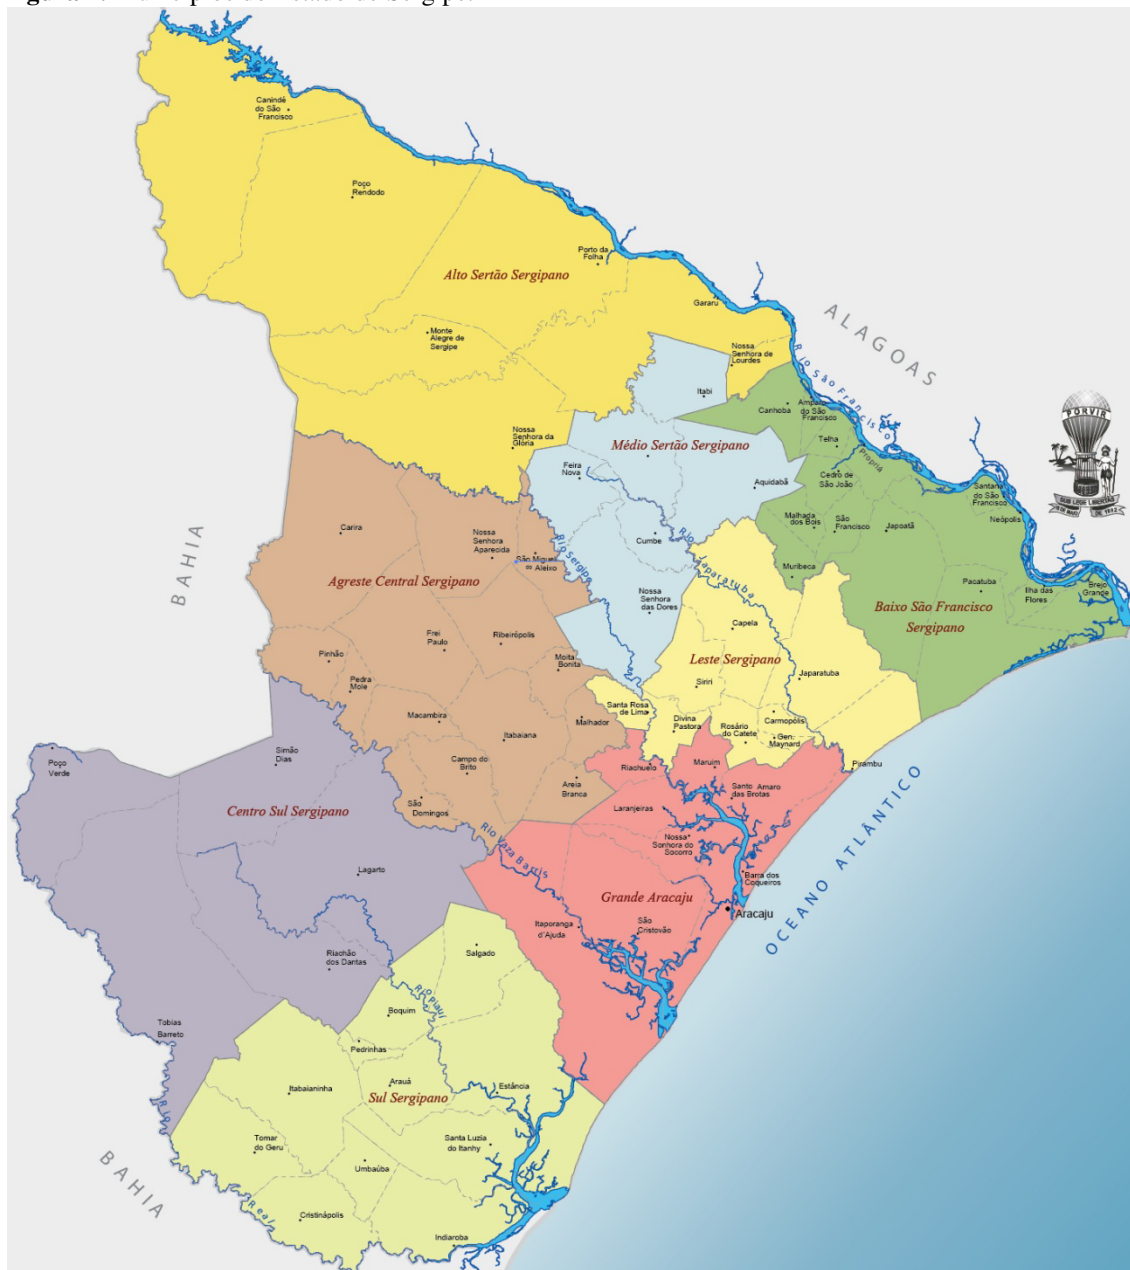 Canindé
do São
Francisco
Poço
Rendodo
Porto da
Folha
Alto Sertão Sergipano
Gararu
ALAGOAS
Monte
Alegre de
Sergipe
Nossa
Senhora de
Lourdes
Rio São Francisco
Itabi
Canhoba
Amparo
do São
Francisco
PORVIR
SUB LEGE LIBERTAS
DE 1892
Nossa
Senhora da
Glória
Médio Sertão Sergipano
Telha
Propriá
Feira
Nova
Aquidabã
Cedro de
São João
Santana
do São
Francisco
Neópolis
Malhada
dos Bois
São
Francisco
Japoatã
BAHIA
Carira
Nossa
Senhora
Aparecida
São Miguel
do Aleixo
Rio Sergipe
Cumbe
Rio Japaratuba
Muribeca
Agreste Central Sergipano
Nossa
Senhora
das Dores
Pacatuba
Ilha das
Flores
Brejo
Grande
Baixo São Francisco
Sergipano
Frei
Paulo
Ribeirópolis
Capela
Pinhão
Moita
Bonita
Leste Sergipano
Pedra
Mole
Siriri
Japaratuba
Santa Rosa
de Lima
Macambira
Malhador
Divina
Pastora
Rosário
do Catete
Carmopólis
Gen.
Maynard
Itabaiana
Poço
Verde
Simão
Dias
Campo do
Brito
Riachuelo
Maruim
Pirambu
Areia
Branca
Santo Amaro
das Brotas
São
Domingos
Laranjeiras
Centro Sul Sergipano
Rio Vaza Barris
Nossa
Senhora do
Socorro
OCEANO ATLÂNTICO
Lagarto
Barra dos
Coqueiros
Grande Aracaju
Aracaju
Itaporanga
d'Ajuda
São
Cristovão
Riachão
dos Dantas
Salgado
Rio Piauí
Boquim
Tobias
Barreto
Pedrinhas
Itabaianinha
Arauá
Estância
Sul Sergipano
Rio
Tomar
do Geru
Santa Luzia
do Itanhy
Umbaúba
BAHIA
Real
Cristinápolis
Indiaroba